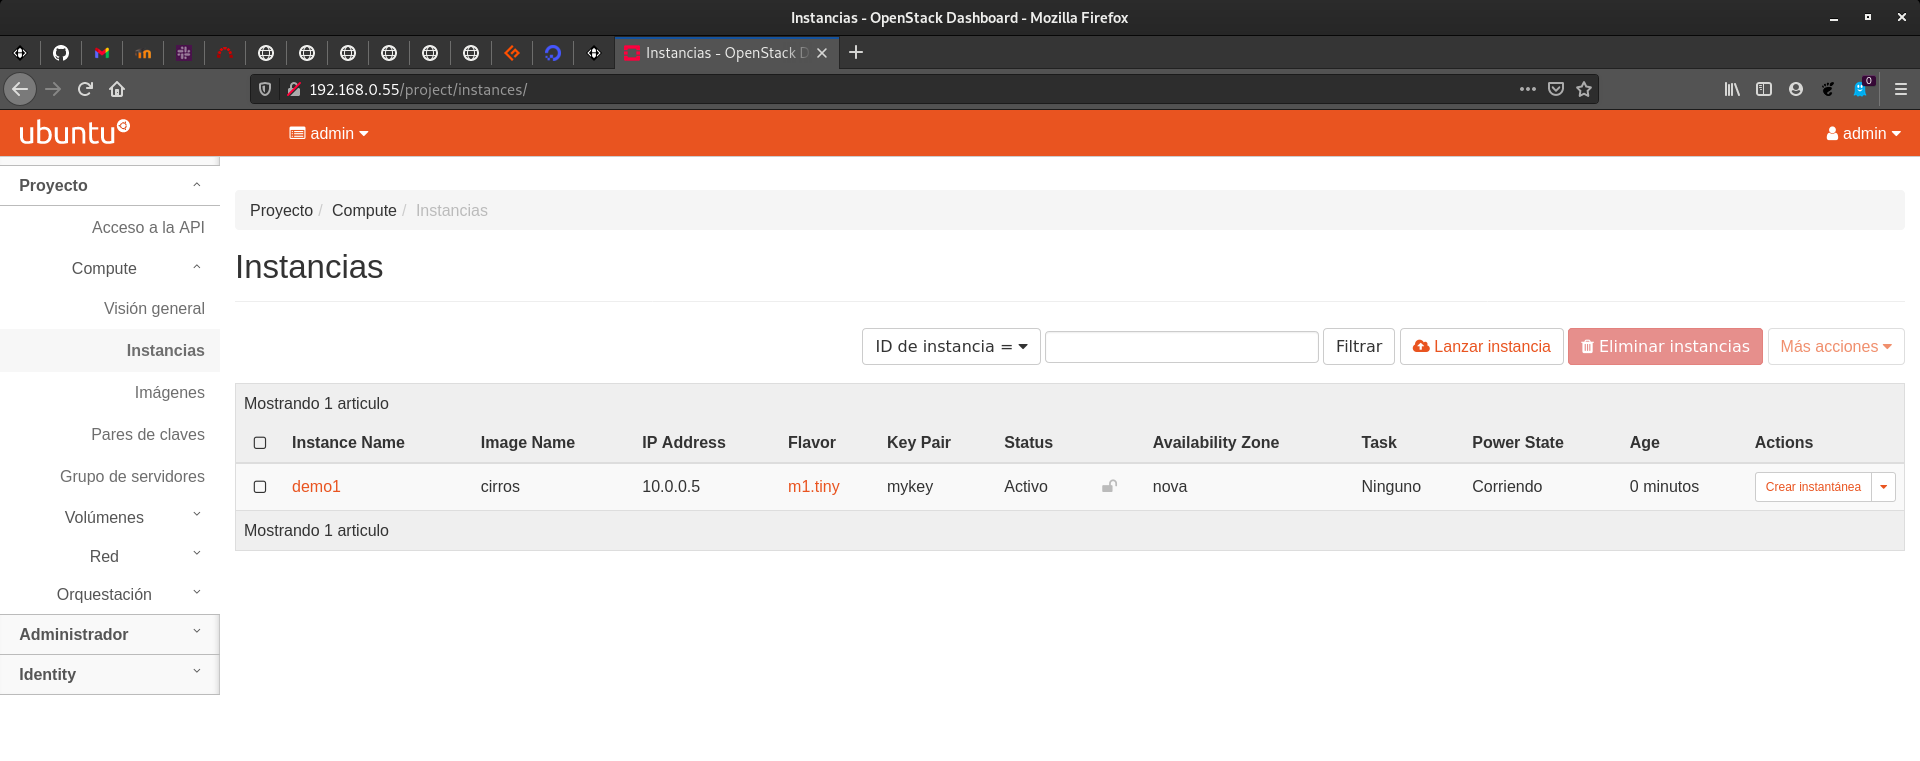 Instancias - OpenStack Dashboard - Mozilla Firefox
Instancias - OpenStack D
192.168.0.55/project/instances/
0
ubuntu
admin
admin
Proyecto
Acceso a la API
Compute
Visión general
Instancias
Imágenes
Pares de claves
Grupo de servidores
Volúmenes
Red
Orquestación
Administrador
Identity
Proyecto / Compute / Instancias
Instancias
ID de instancia = Filtrar Lanzar instancia Eliminar instancias Más acciones
Mostrando 1 articulo
Instance Name Image Name IP Address Flavor Key Pair Status Availability Zone Task Power State Age Actions
demo1 cirros 10.0.0.5 m1.tiny mykey Activo nova Ninguno Corriendo 0 minutos Crear instantánea
Mostrando 1 articulo